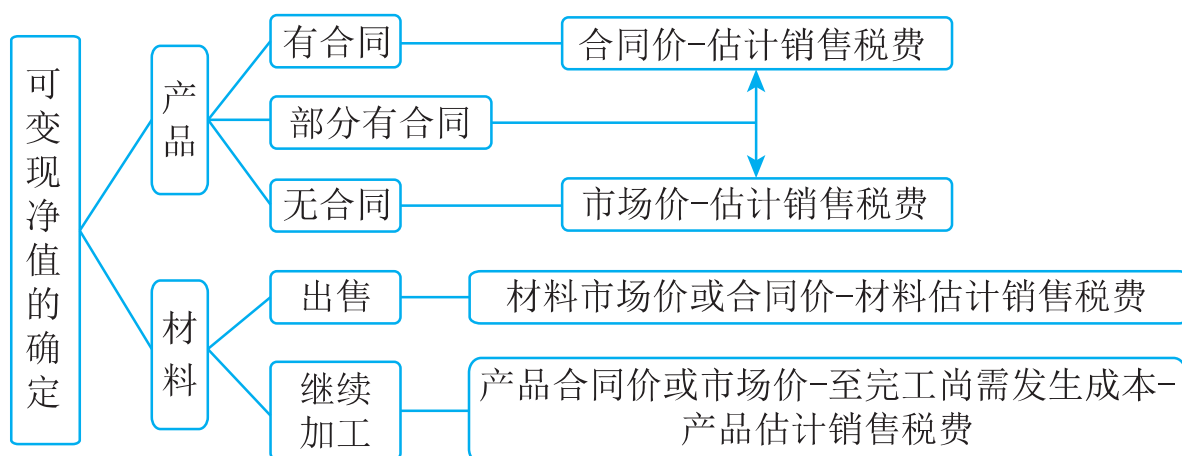 可变现净值的确定
产品
有合同
合同价-估计销售税费
部分有合同
无合同
市场价-估计销售税费
材料
出售
材料市场价或合同价-材料估计销售税费
继续
加工
产品合同价或市场价-至完工尚需发生成本-
产品估计销售税费